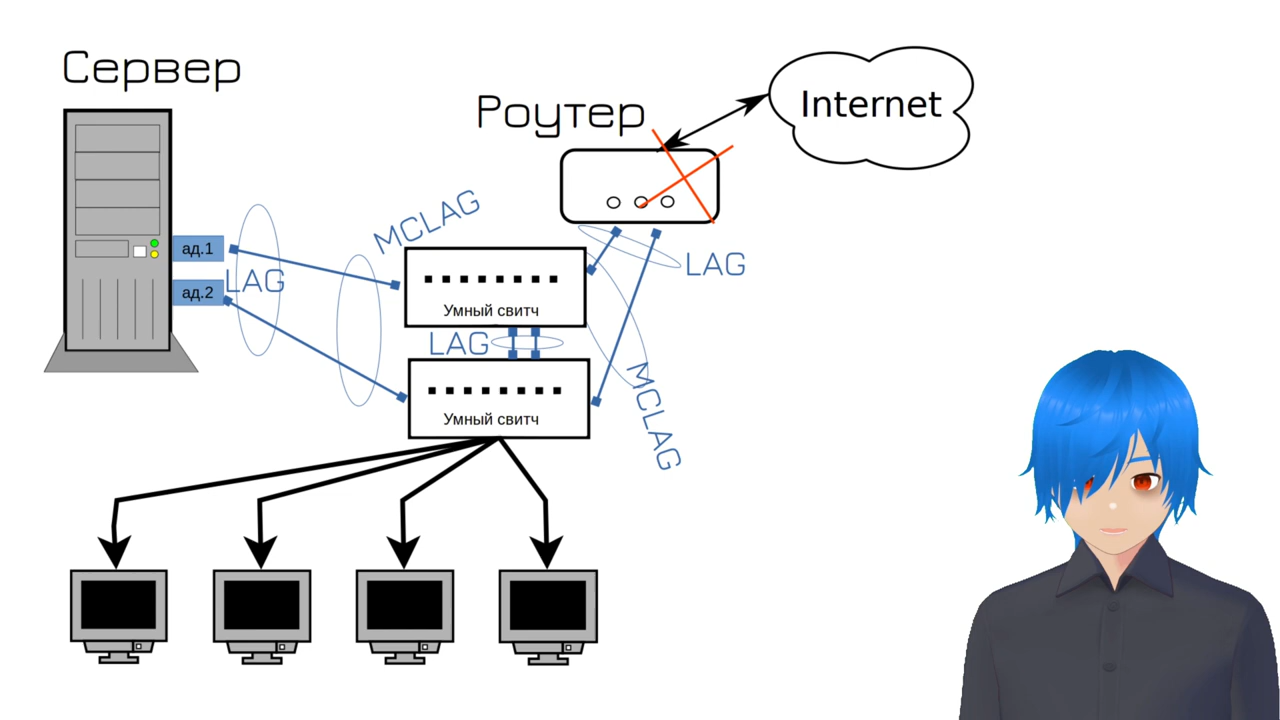 Сервер
Роутер
Internet
MCLAG
ад.1
LAG
ад.2
LAG
Умный свитч
LAG
MCLAG
Умный свитч